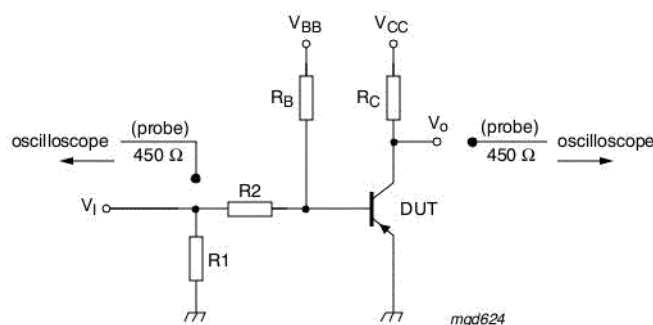 V_BB
V_CC
R_B
R_C
V_o
(probe)
450 Ω
oscilloscope
(probe)
450 Ω
oscilloscope
R2
V_I
DUT
R1
mgd624